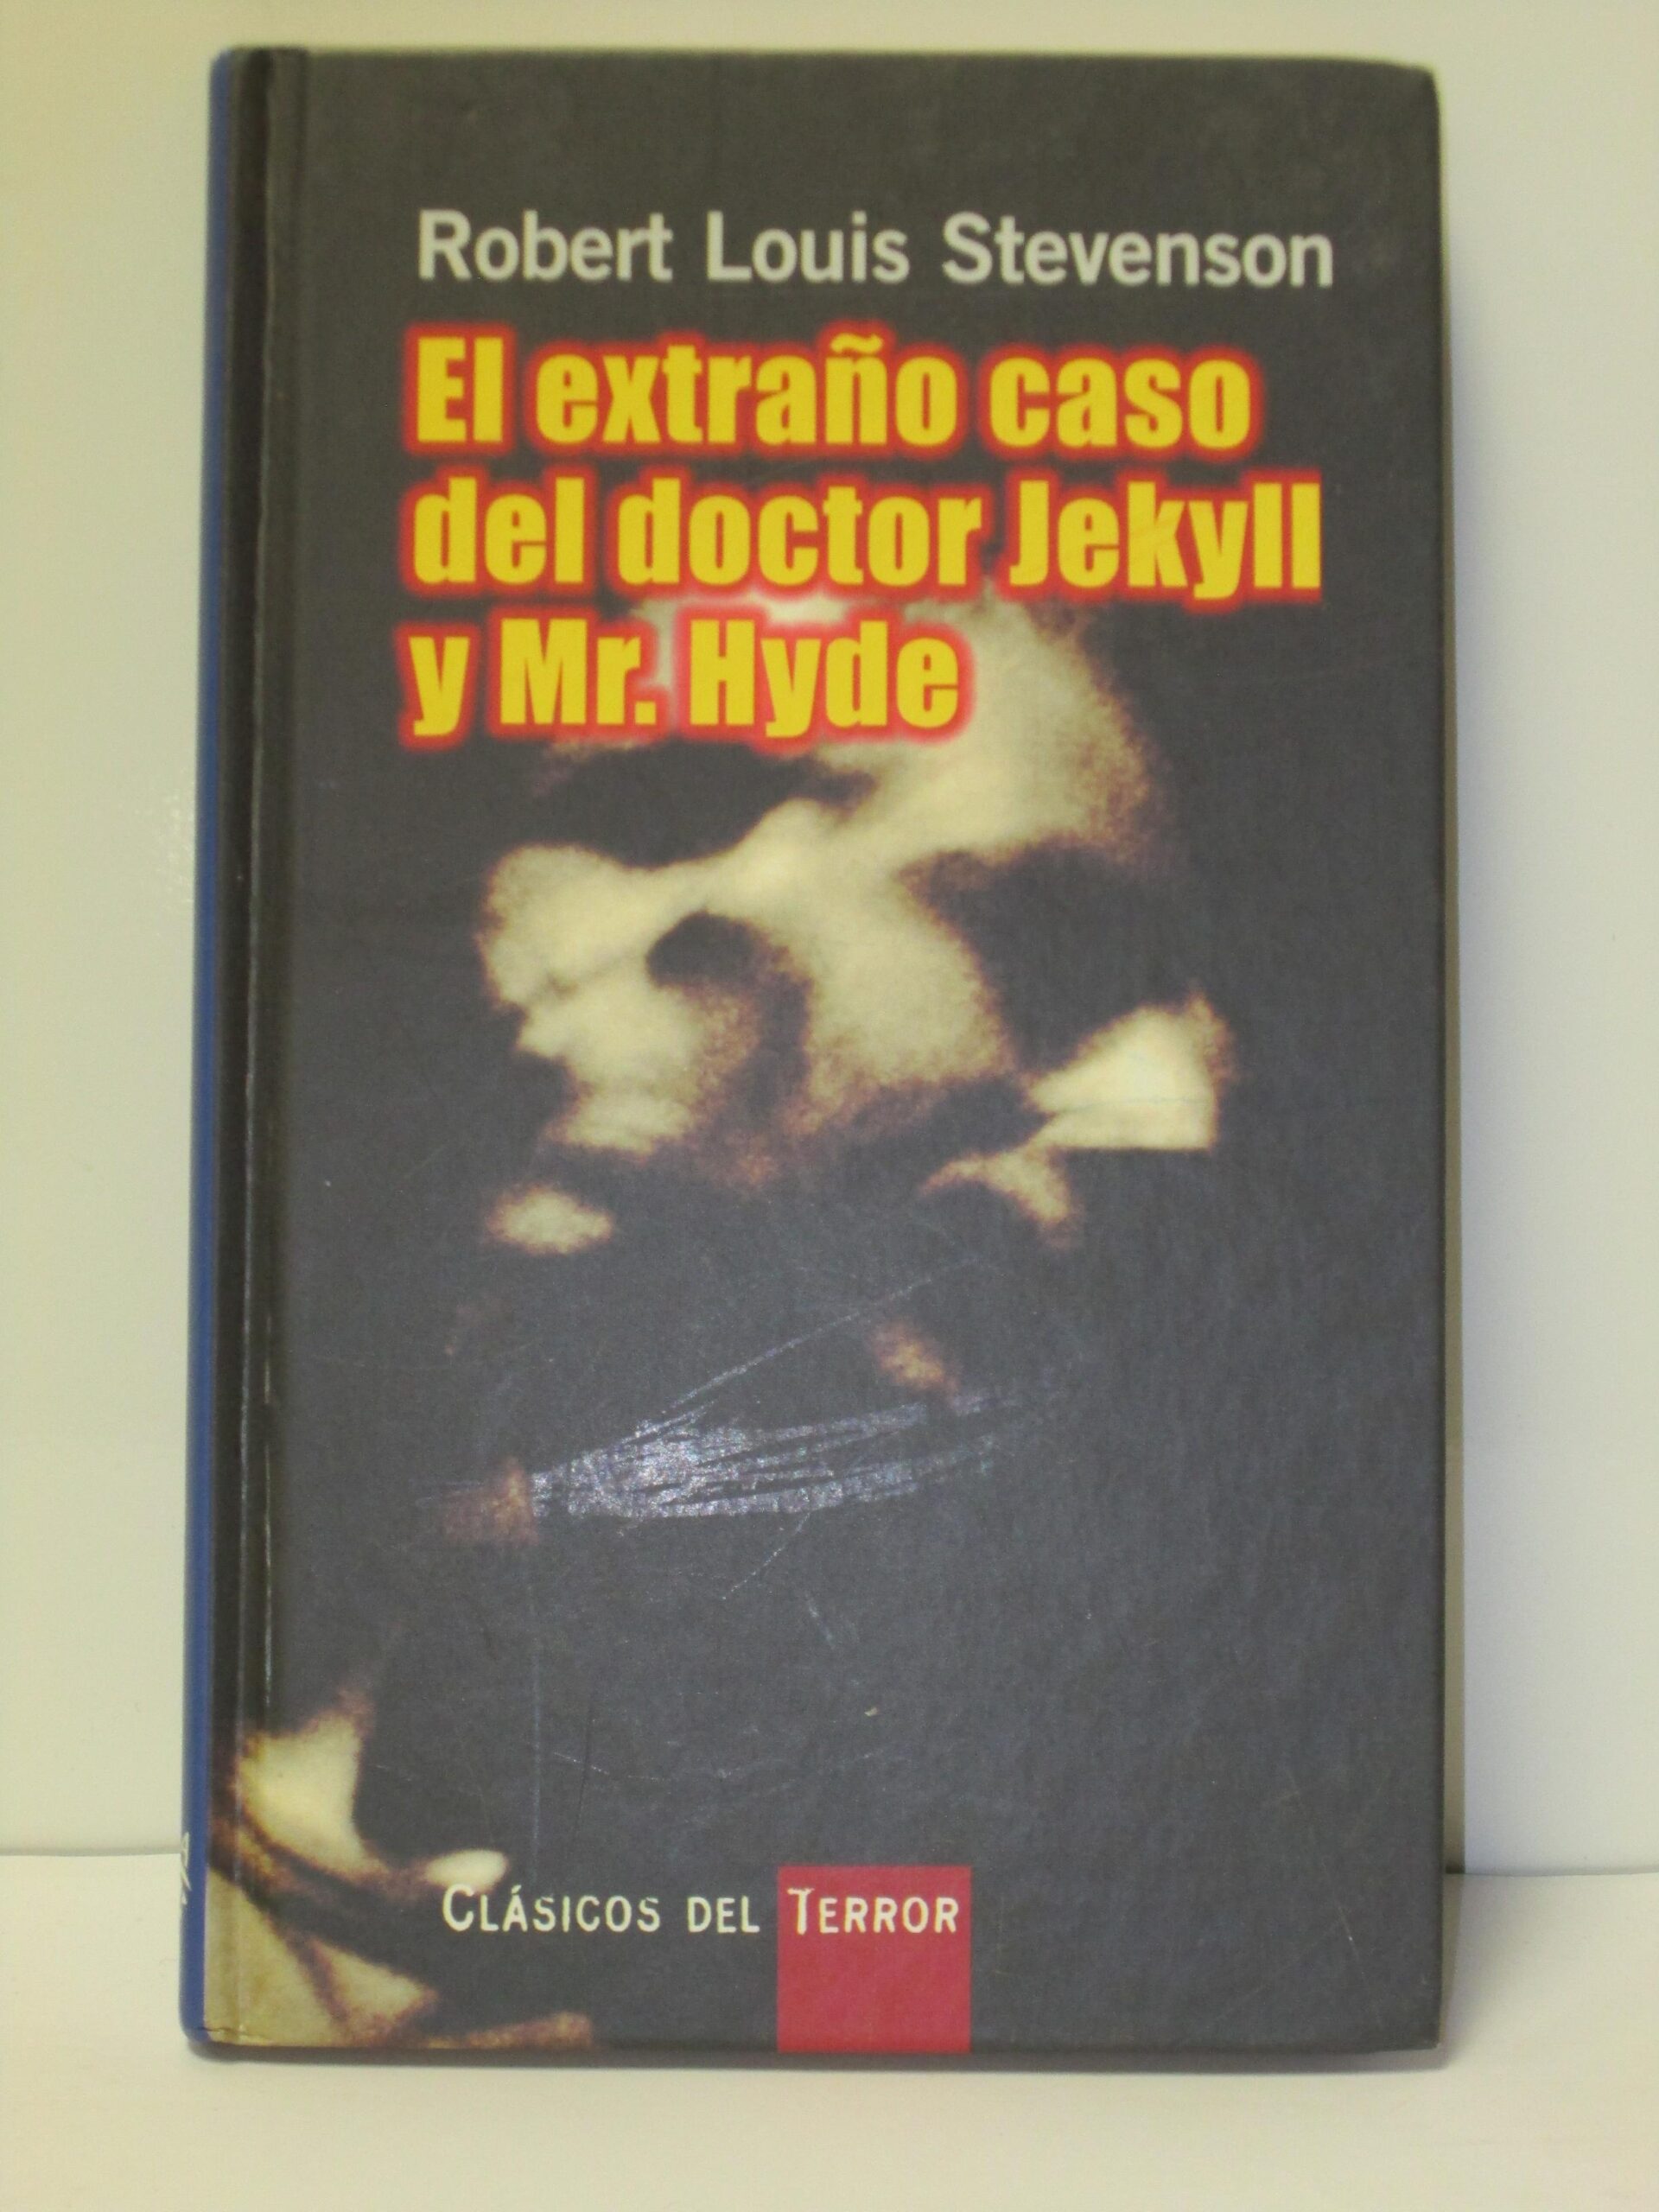 Robert Louis Stevenson
El extraño caso
del doctor Jekyll
y Mr. Hyde
CLÁSICOS DEL TERROR